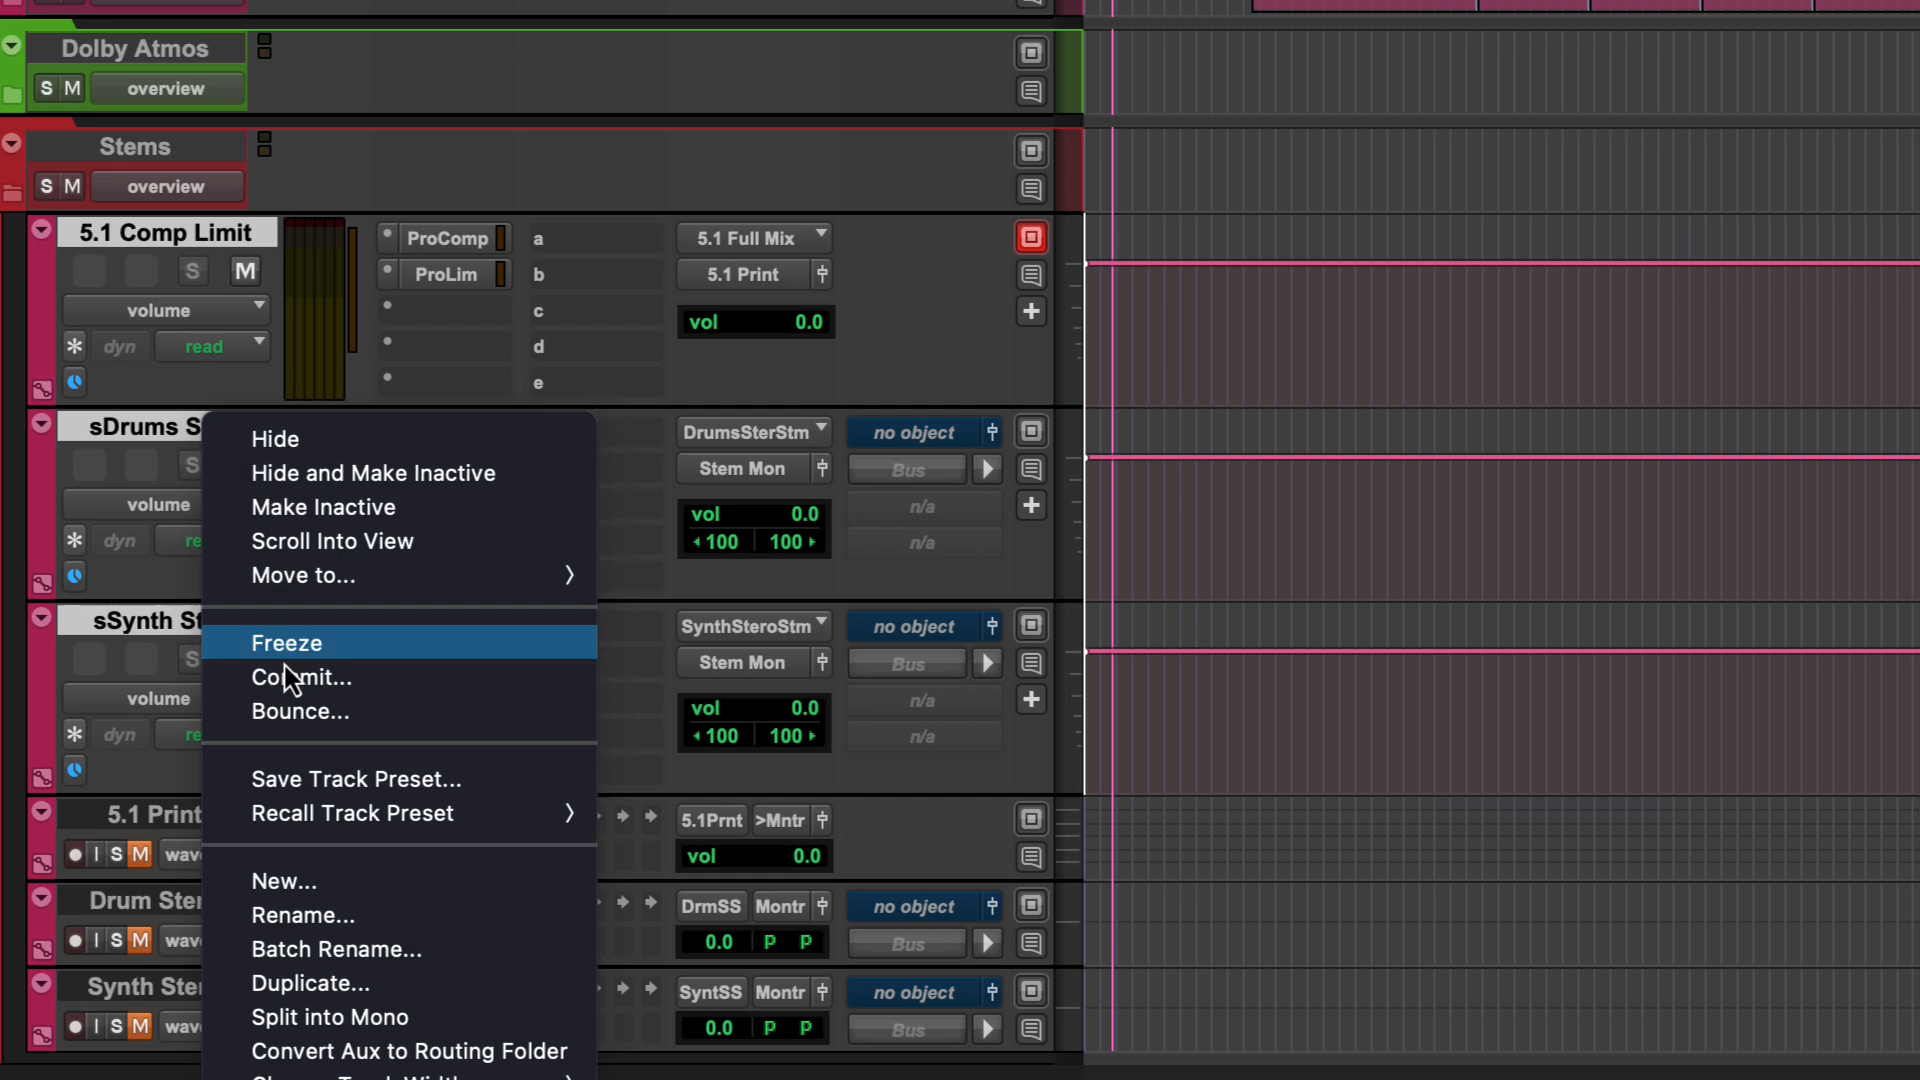 Dolby Atmos
S M overview
Stems
S M overview
5.1 Comp Limit
S M
volume
* dyn read
ProComp
ProLim
a
b
c
d
e
5.1 Full Mix
5.1 Print
vol 0.0
sDrums S
S
volume
* dyn re
DrumsSterStm
Stem Mon
vol 0.0
100 100
no object
Bus
n/a
n/a
sSynth St
S
volume
* dyn re
SynthSteroStm
Stem Mon
vol 0.0
100 100
no object
Bus
n/a
n/a
5.1 Print
I S M wav
5.1Prnt >Mntr
vol 0.0
Drum Ster
I S M wav
DrmSS Montr
0.0 P P
no object
Bus
Synth Ste
I S M wav
SyntSS Montr
0.0 P P
no object
Bus
Hide
Hide and Make Inactive
Make Inactive
Scroll Into View
Move to...
Freeze
Commit...
Bounce...
Save Track Preset...
Recall Track Preset
New...
Rename...
Batch Rename...
Duplicate...
Split into Mono
Convert Aux to Routing Folder